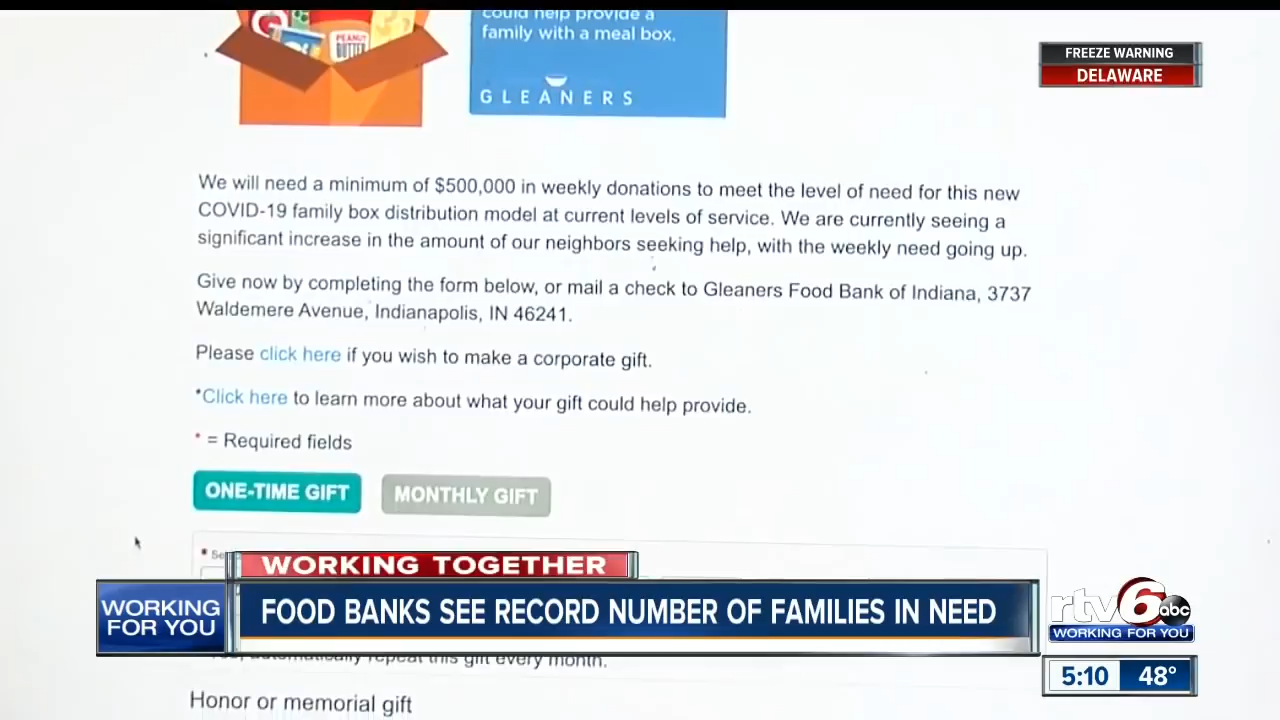 could help provide a
family with a meal box.
PEANUT
BUTTER
GLEANERS
FREEZE WARNING
DELAWARE
We will need a minimum of $500,000 in weekly donations to meet the level of need for this new
COVID-19 family box distribution model at current levels of service. We are currently seeing a
significant increase in the amount of our neighbors seeking help, with the weekly need going up.
Give now by completing the form below, or mail a check to Gleaners Food Bank of Indiana, 3737
Waldemere Avenue, Indianapolis, IN 46241.
Please click here if you wish to make a corporate gift.
*Click here to learn more about what your gift could help provide.
* = Required fields
ONE-TIME GIFT
MONTHLY GIFT
*
WORKING TOGETHER
WORKING
FOR YOU
FOOD BANKS SEE RECORD NUMBER OF FAMILIES IN NEED
rtv6 abc
WORKING FOR YOU
automatically repeat this gift every month.
5:10 48°
Honor or memorial gift